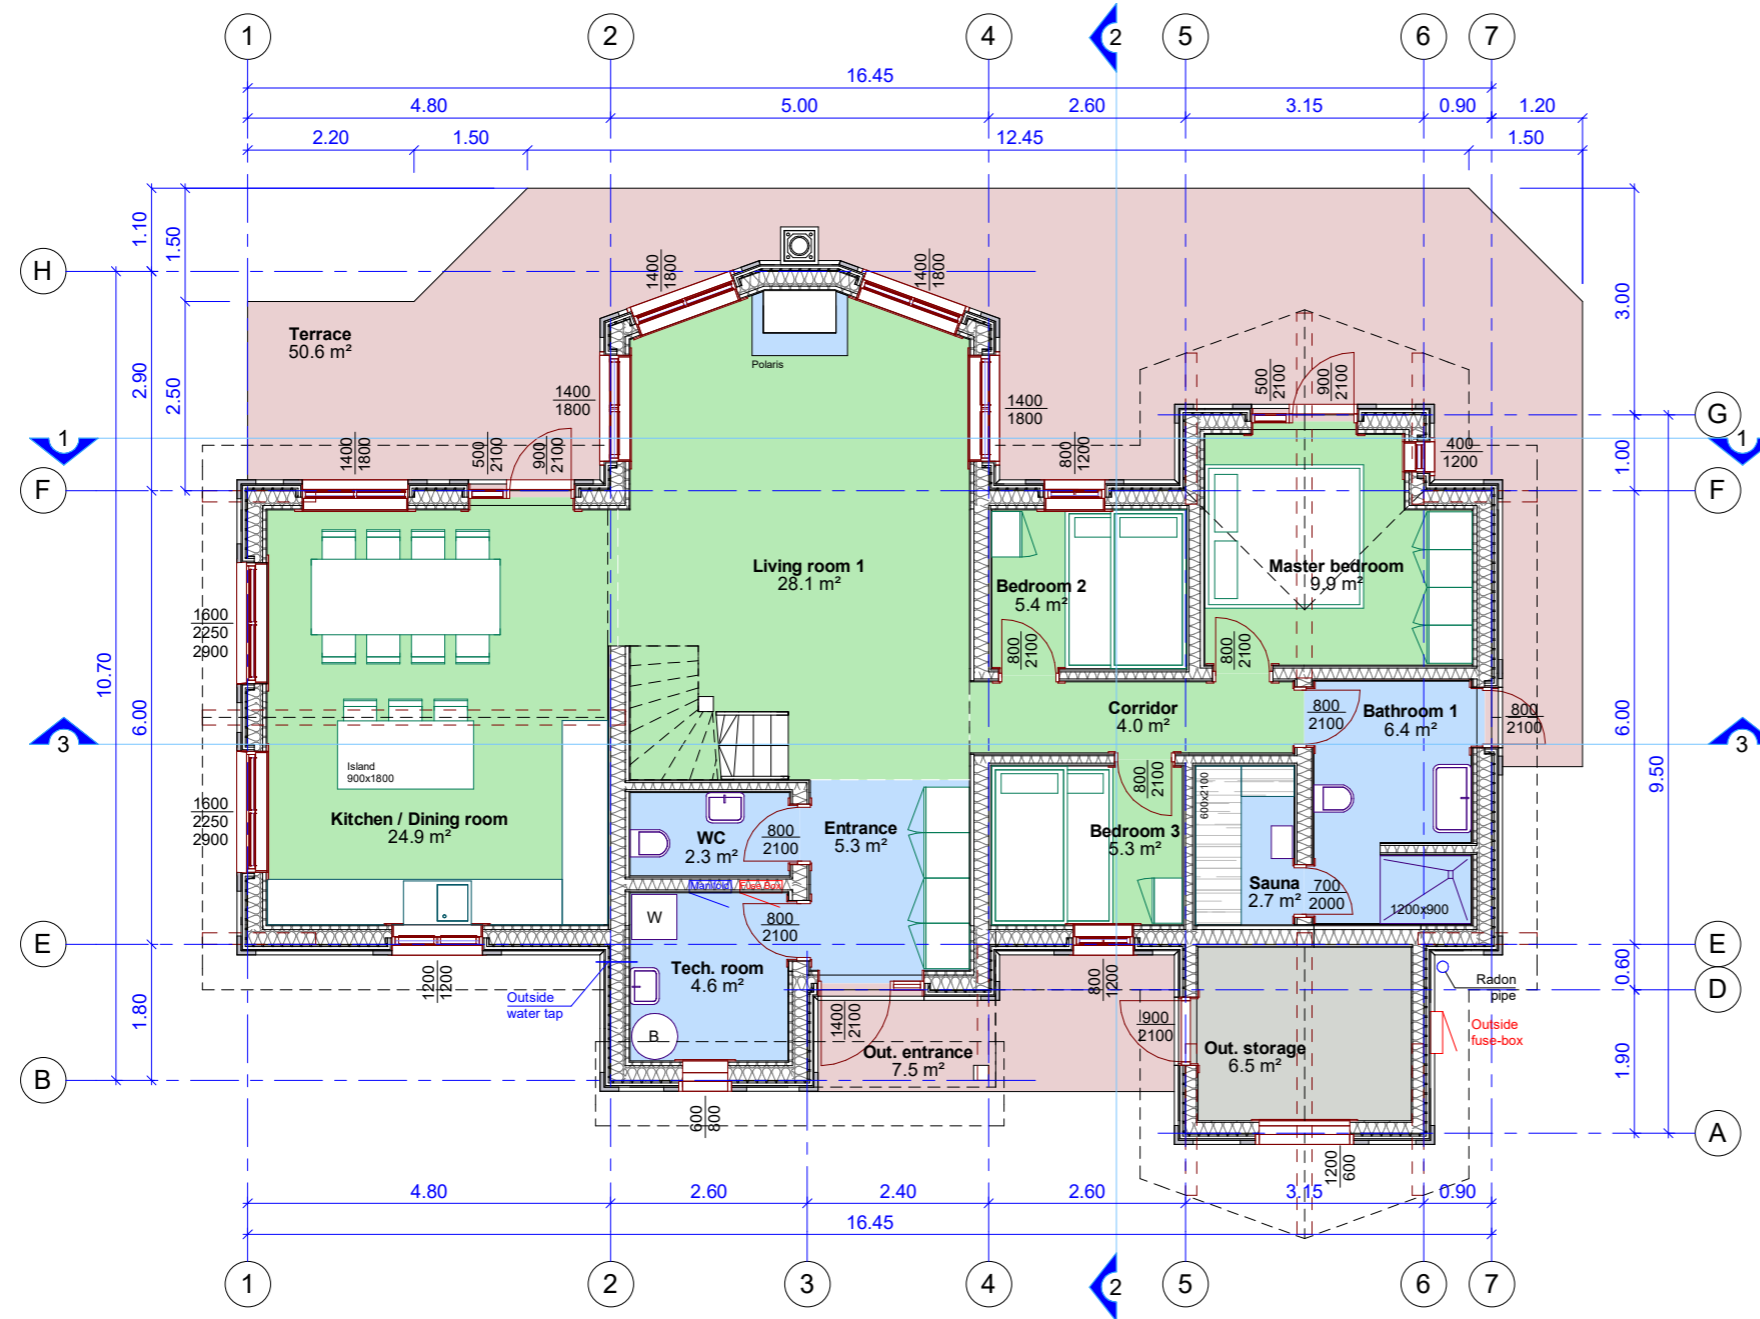 1
2
4
2
5
6
7
16.45
4.80
5.00
2.60
3.15
0.90
1.20
2.20
1.50
12.45
1.50
H
1.10
1.50
2.90
2.50
10.70
6.00
1.80
3.00
1.00
6.00
9.50
0.60
1.90
Terrace
50.6 m²
1400
1800
1400
1800
Polaris
1400
1800
1400
1800
1400
1800
500
2100
900
2100
800
1200
500
2100
900
2100
400
1200
G
1
1
F
F
Living room 1
28.1 m²
Bedroom 2
5.4 m²
Master bedroom
9.9 m²
1600
2250
2900
800
2100
800
2100
Corridor
4.0 m²
800
2100
Bathroom 1
6.4 m²
800
2100
3
3
Island
900x1800
1600
2250
2900
Kitchen / Dining room
24.9 m²
WC
2.3 m²
800
2100
Entrance
5.3 m²
800
2100
Bedroom 3
5.3 m²
600x2100
Sauna
2.7 m²
700
2000
1200x900
Manifold
Fuse Box
W
800
2100
E
E
Tech. room
4.6 m²
1200
1200
Outside
water tap
B
1400
2100
800
1200
900
2100
Out. entrance
7.5 m²
Out. storage
6.5 m²
Radon
pipe
Outside
fuse-box
D
B
A
600
800
1200
600
4.80
2.60
2.40
2.60
3.15
0.90
16.45
1
2
3
4
2
5
6
7